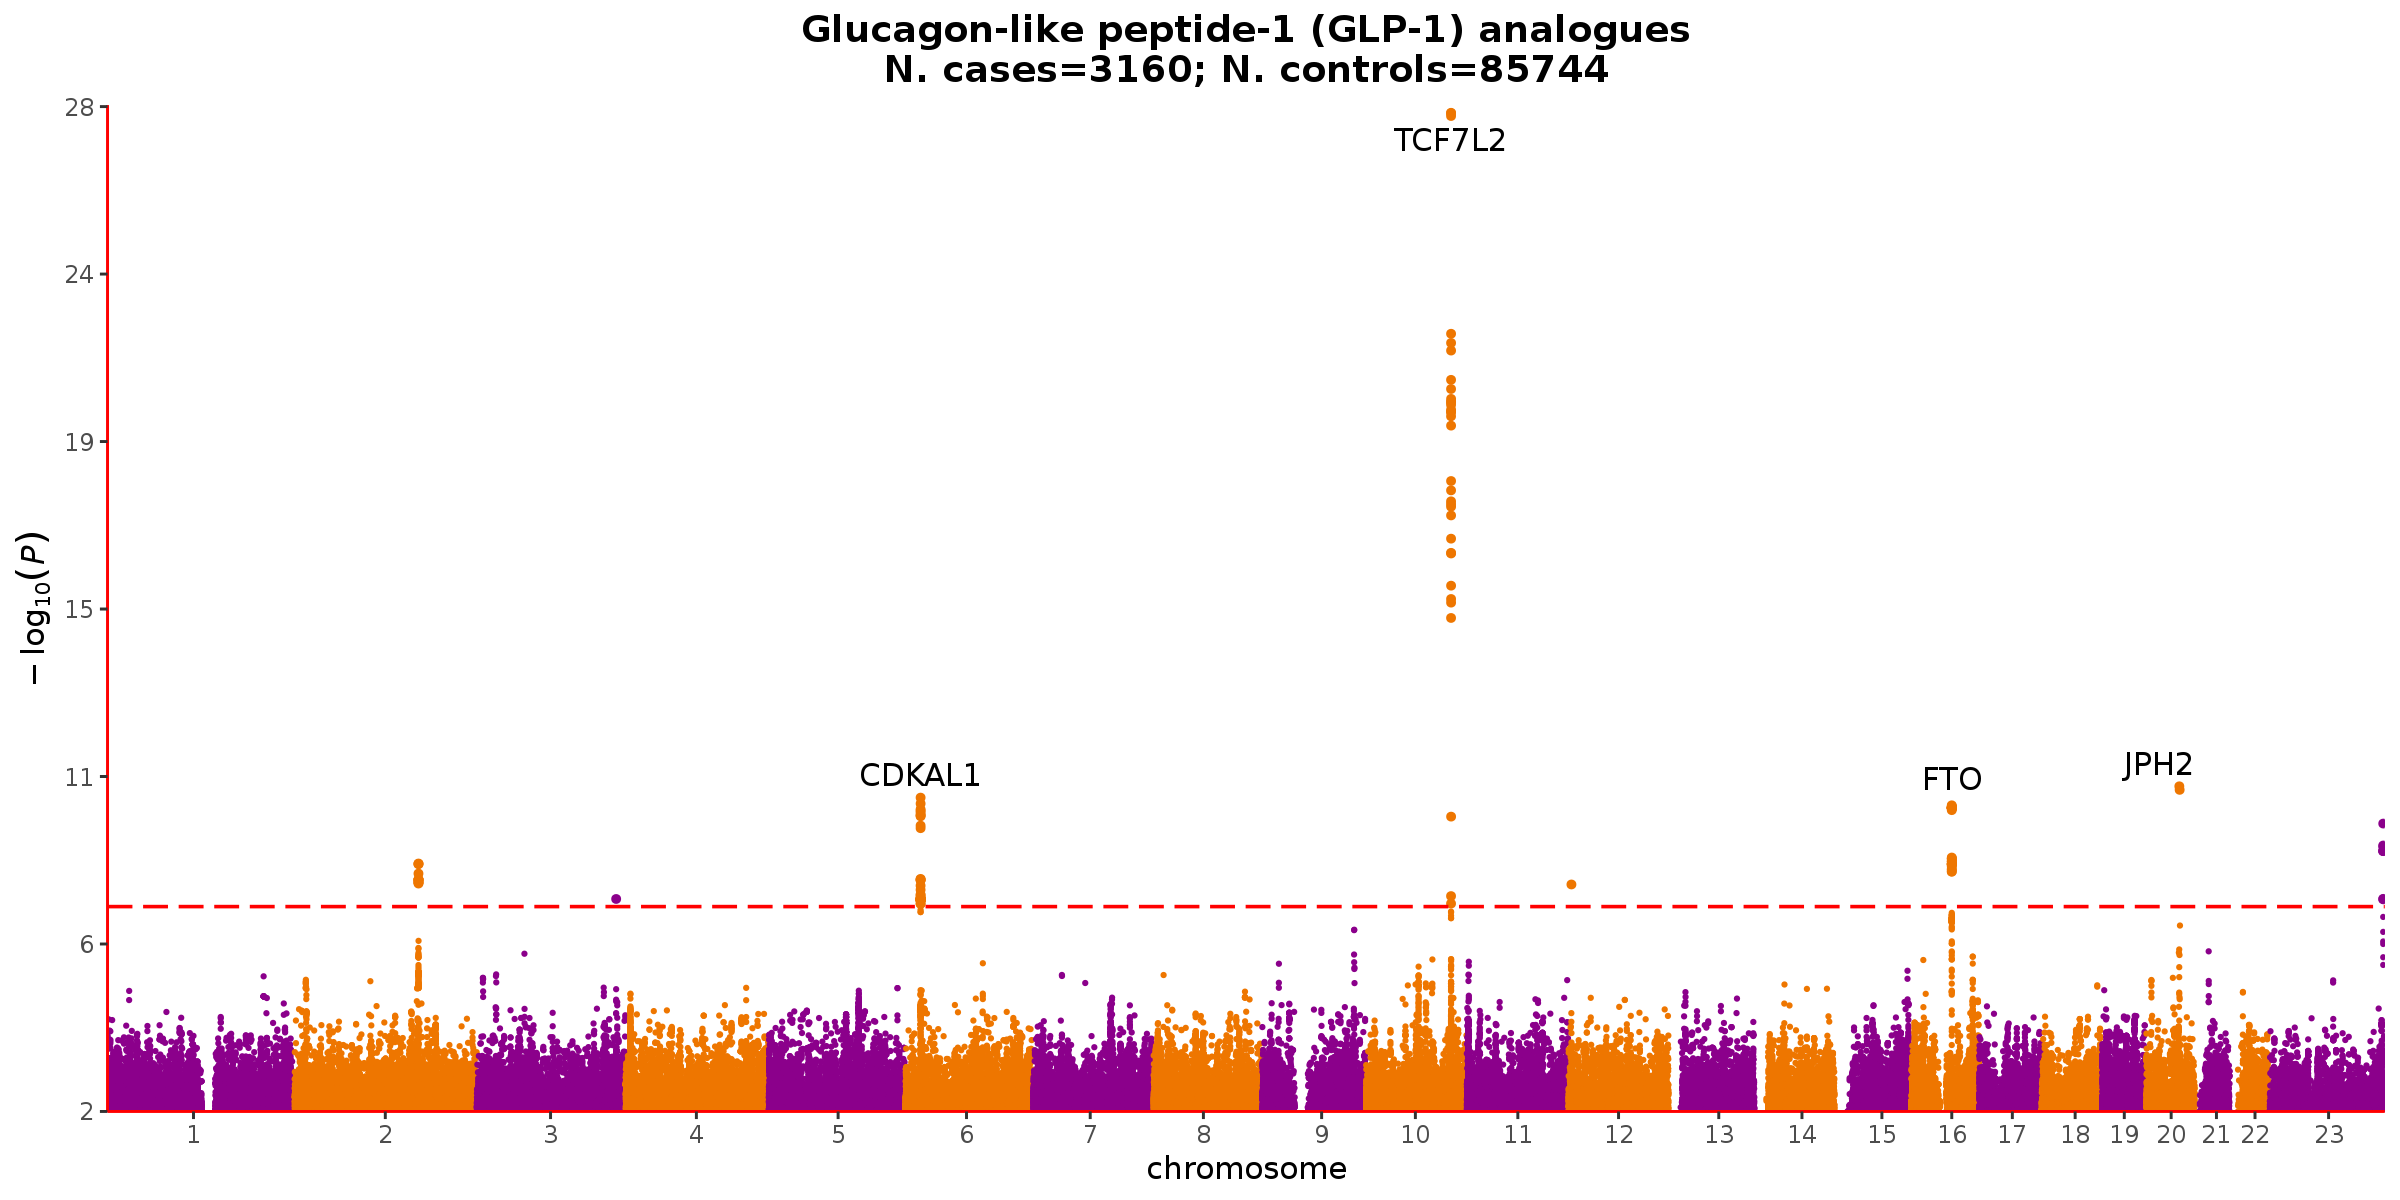 Glucagon-like peptide-1 (GLP-1) analogues
N. cases=3160; N. controls=85744
28
TCF7L2
24
19
− log10(P)
15
JPH2
11
CDKAL1
FTO
6
2
1 2 3 4 5 6 7 8 9 10 11 12 13 14 15 16 17 18 19 20 21 22 23
chromosome